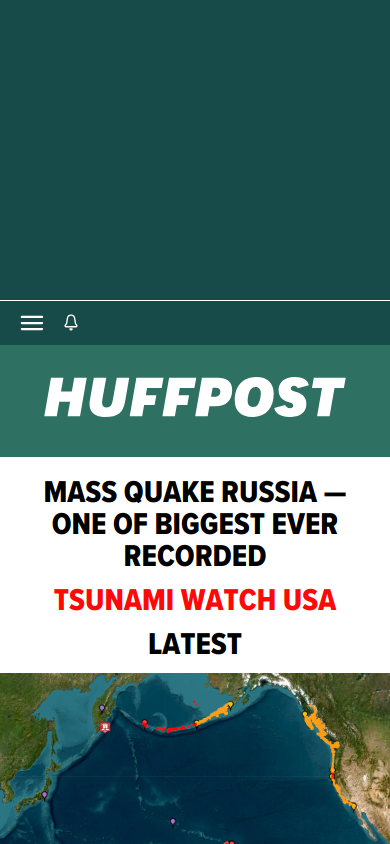 HUFFPOST
MASS QUAKE RUSSIA —
ONE OF BIGGEST EVER
RECORDED
TSUNAMI WATCH USA
LATEST